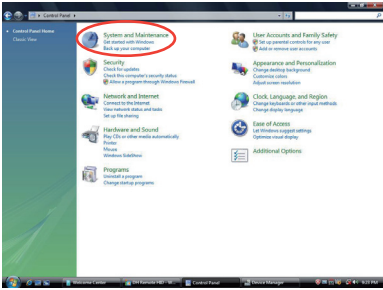 Control Panel
Control Panel Home
Classic View
System and Maintenance
Get started with Windows
Back up your computer
Security
Check for updates
Check this computer's security status
Allow a program through Windows Firewall
Network and Internet
Connect to the Internet
View network status and tasks
Set up file sharing
Hardware and Sound
Play CDs or other media automatically
Printer
Mouse
Windows SideShow
Programs
Uninstall a program
Change startup programs
User Accounts and Family Safety
Set up parental controls for any user
Add or remove user accounts
Appearance and Personalization
Change desktop background
Customize colors
Adjust screen resolution
Clock, Language, and Region
Change keyboards or other input methods
Change display language
Ease of Access
Let Windows suggest settings
Optimize visual display
Additional Options
Welcome Center
Control Panel
Device Manager
9:23 PM